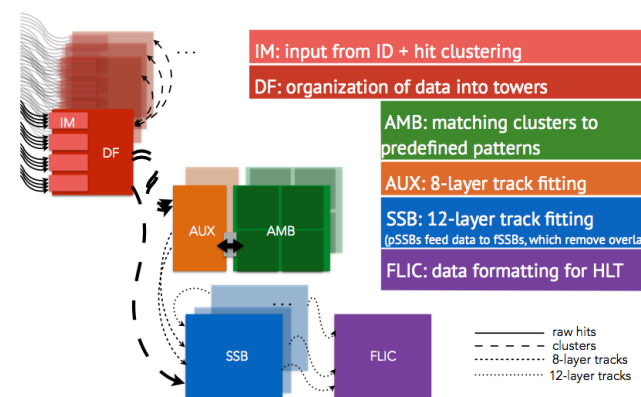 IM: input from ID + hit clustering
DF: organization of data into towers
AMB: matching clusters to
predefined patterns
AUX: 8-layer track fitting
SSB: 12-layer track fitting
(pSSBs feed data to fSSBs, which remove overla
FLIC: data formatting for HLT
...
IM
DF
AUX
AMB
...
SSB
FLIC
raw hits
clusters
8-layer tracks
12-layer tracks